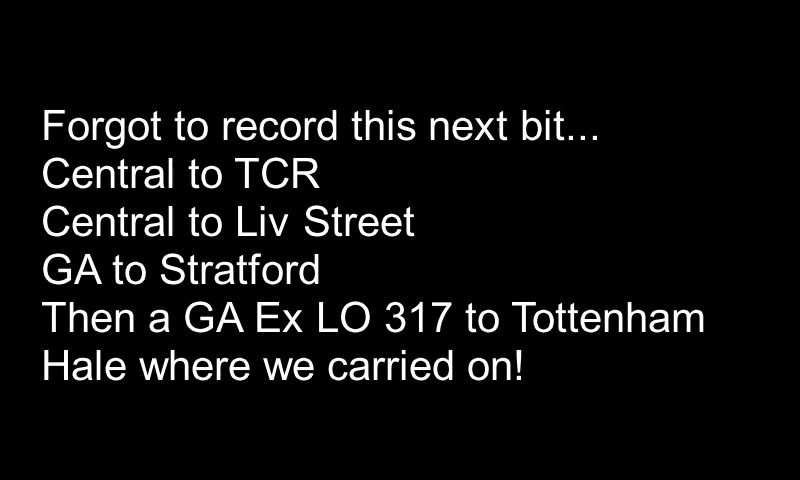 Forgot to record this next bit...
Central to TCR
Central to Liv Street
GA to Stratford
Then a GA Ex LO 317 to Tottenham
Hale where we carried on!